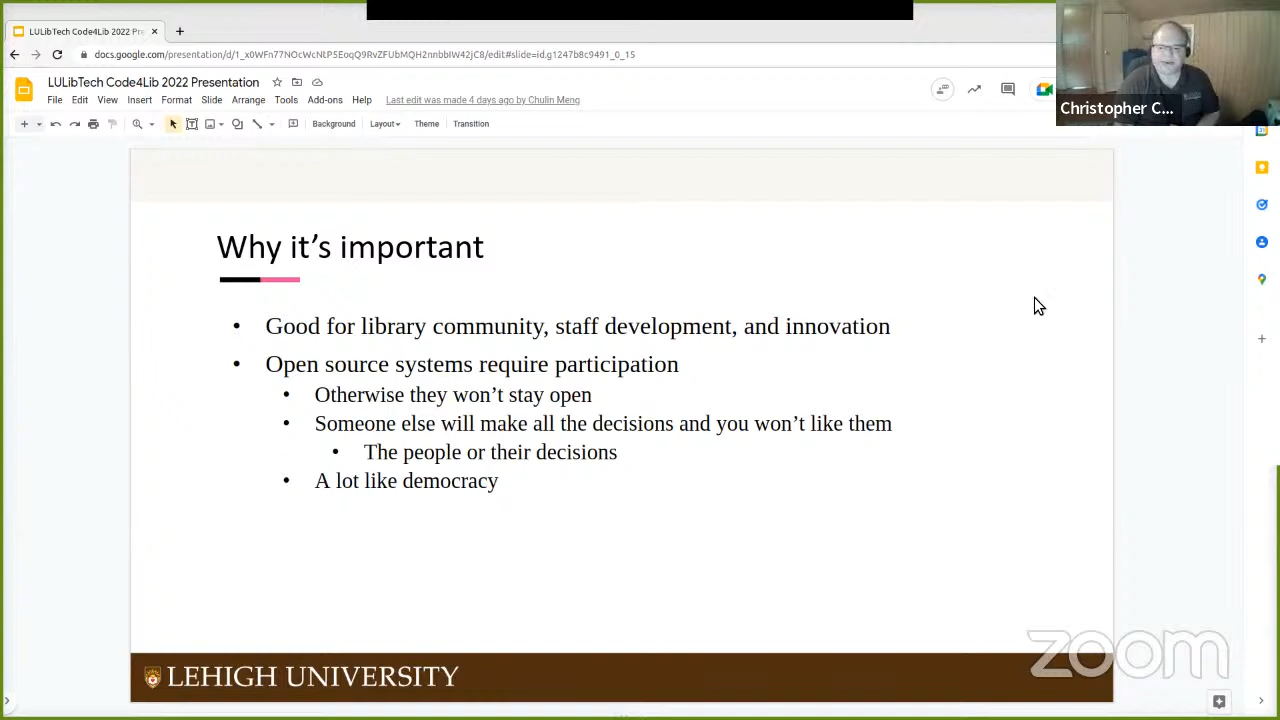 LULibTech Code4Lib 2022 Pre
docs.google.com/presentation/d/1_x0WFn77NOcWcNtP5EoqQ9RvZFUbMQH2nnbbIW42jC8/edit#slide=id.g1247b8c9491_0_15
LULibTech Code4Lib 2022 Presentation
File Edit View Insert Format Slide Arrange Tools Add-ons Help Last edit was made 4 days ago by Chulin Meng
Background Layout Theme Transition
Christopher C...
Why it's important
• Good for library community, staff development, and innovation
• Open source systems require participation
• Otherwise they won't stay open
• Someone else will make all the decisions and you won't like them
• The people or their decisions
• A lot like democracy
LEHIGH UNIVERSITY
zoom